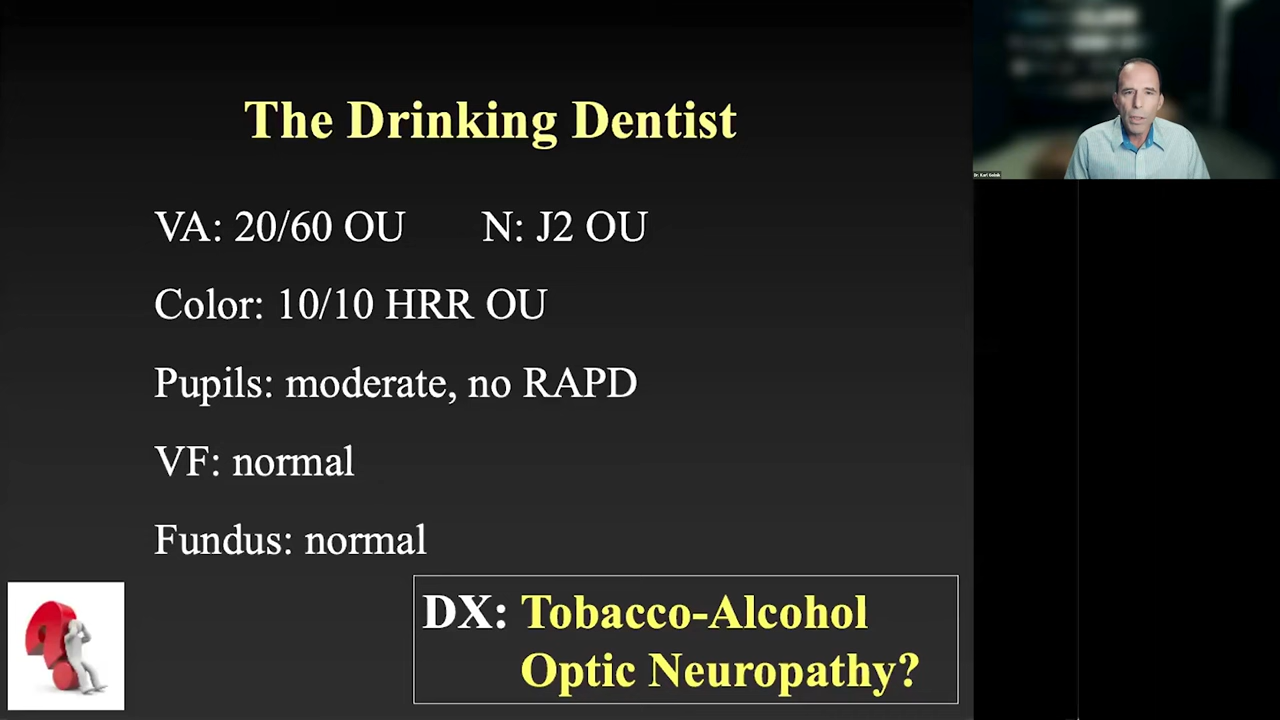 The Drinking Dentist
VA: 20/60 OU N: J2 OU
Color: 10/10 HRR OU
Pupils: moderate, no RAPD
VF: normal
Fundus: normal
DX: Tobacco-Alcohol
Optic Neuropathy?